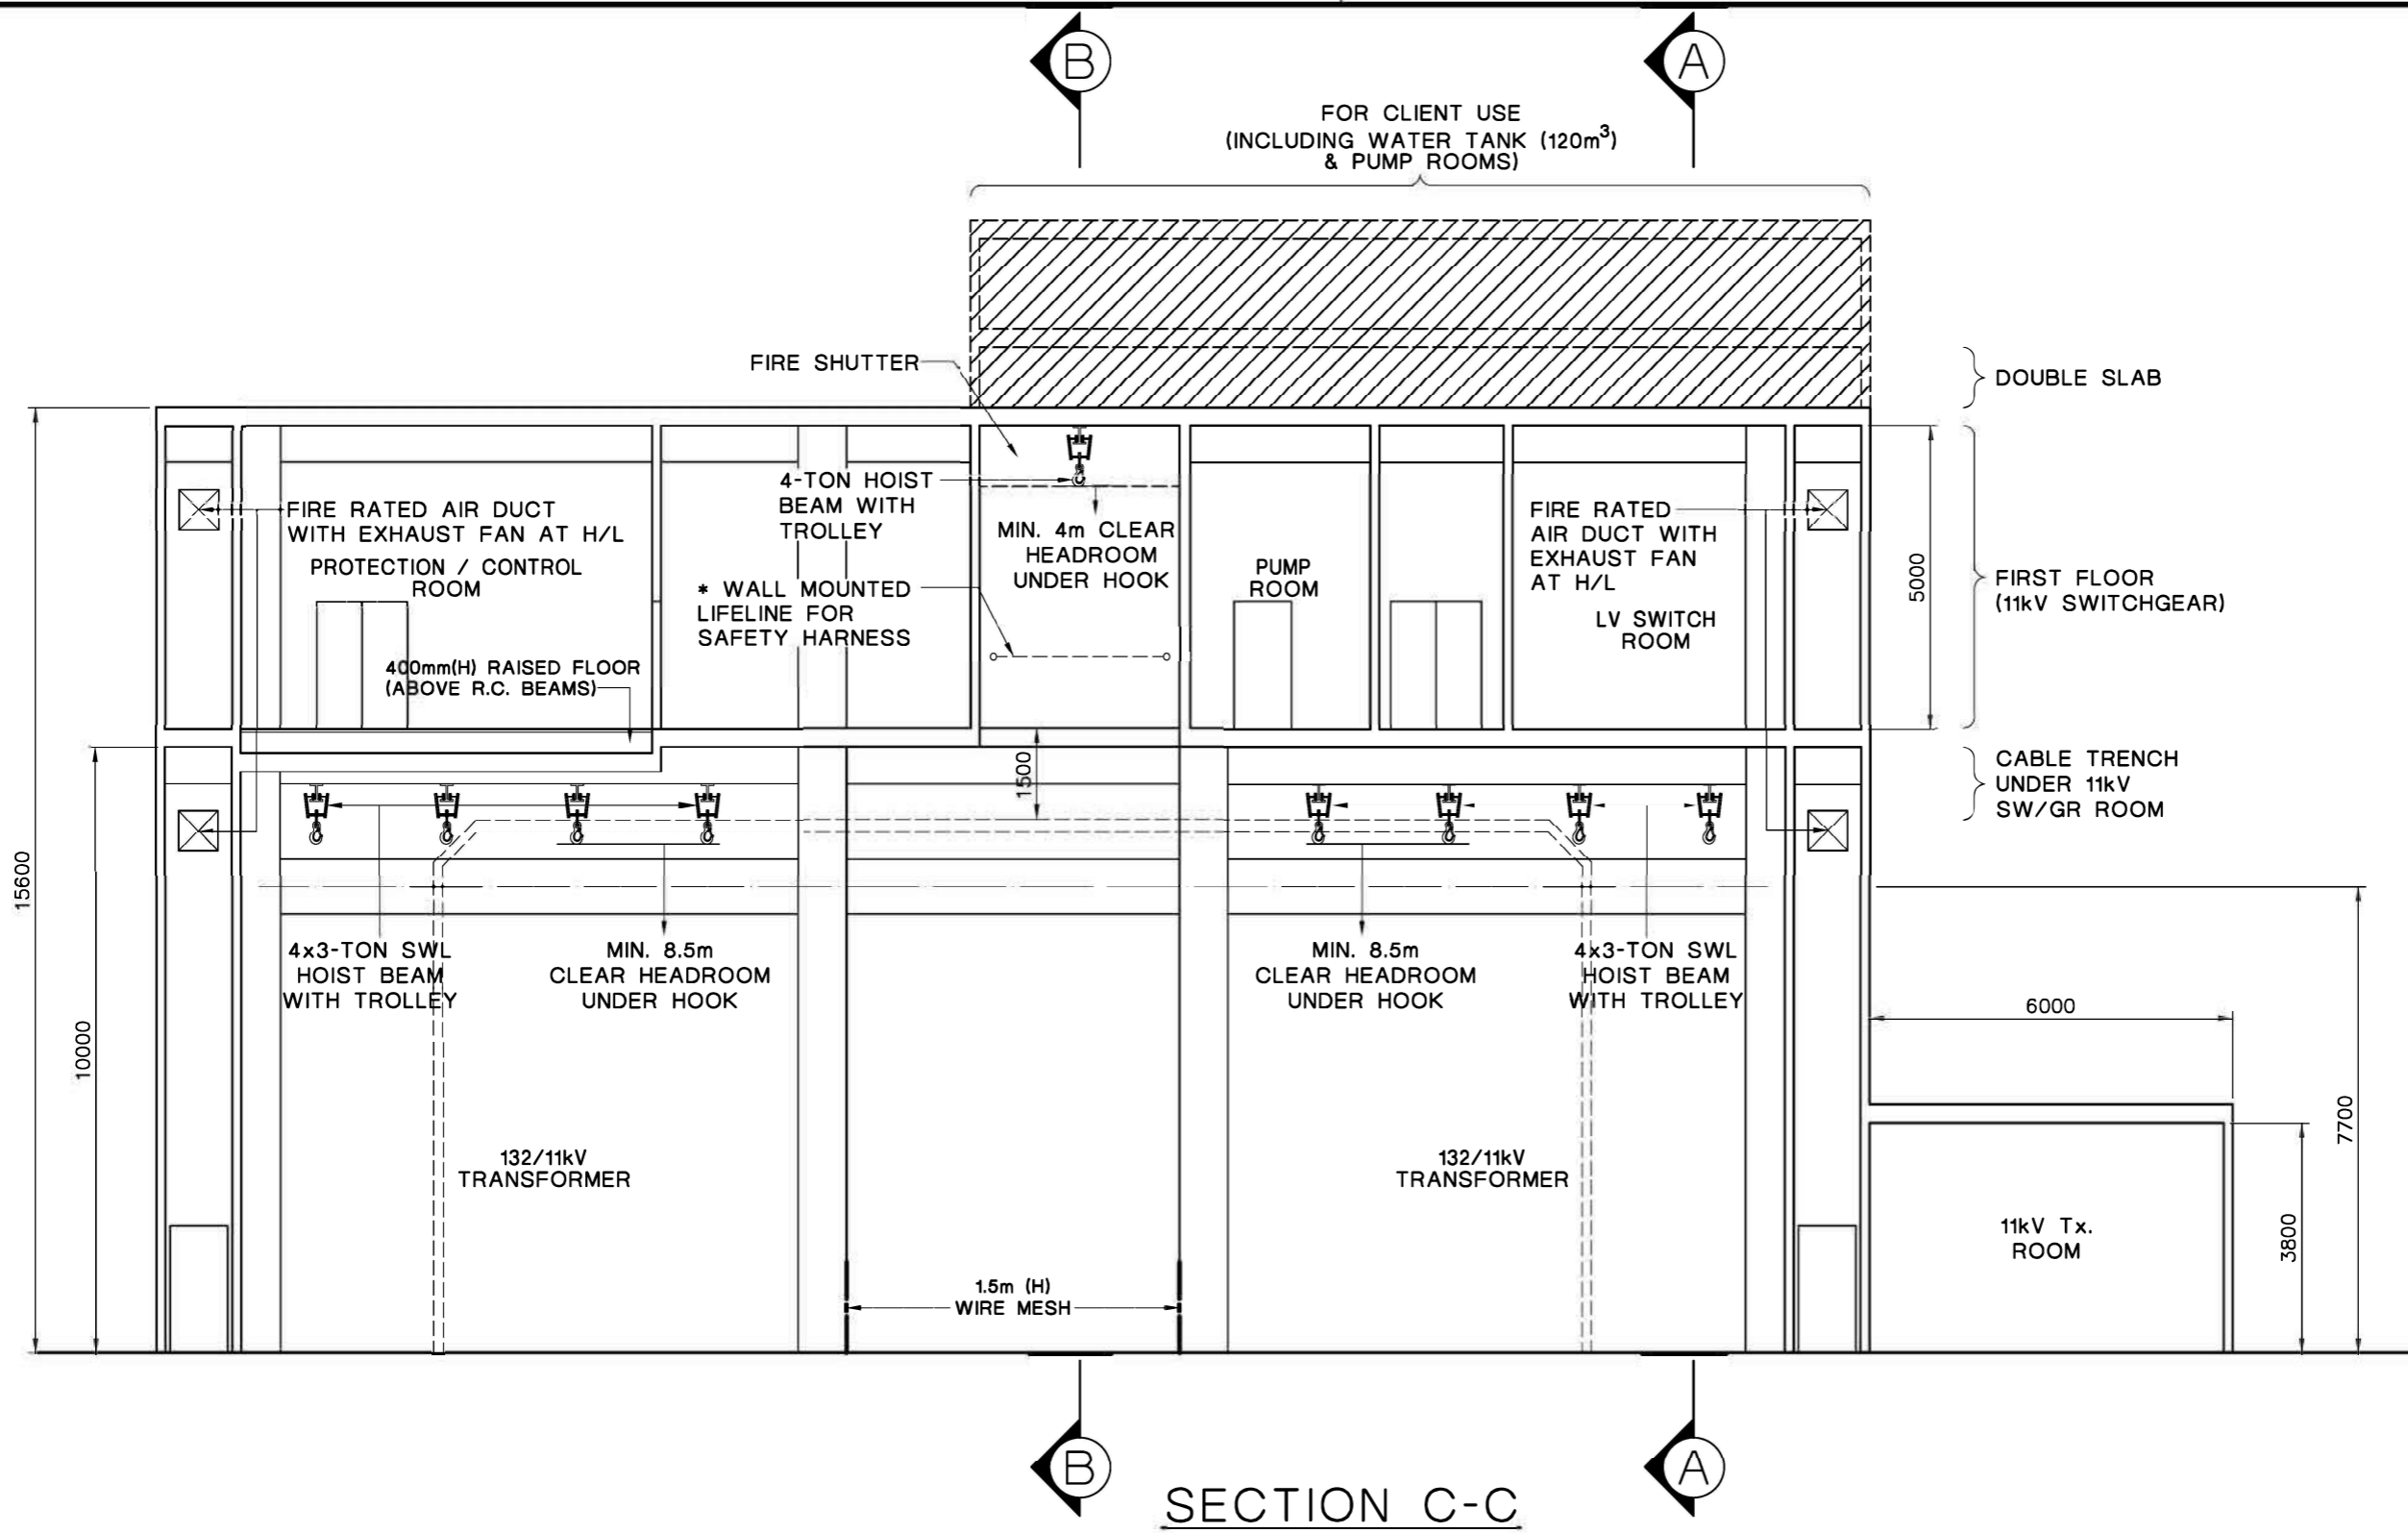 B
A
FOR CLIENT USE
(INCLUDING WATER TANK (120m³)
& PUMP ROOMS)
FIRE SHUTTER
DOUBLE SLAB
4-TON HOIST
BEAM WITH
TROLLEY
FIRE RATED AIR DUCT
WITH EXHAUST FAN AT H/L
PROTECTION / CONTROL
ROOM
MIN. 4m CLEAR
HEADROOM
UNDER HOOK
PUMP
ROOM
FIRE RATED
AIR DUCT WITH
EXHAUST FAN
AT H/L
LV SWITCH
ROOM
5000
FIRST FLOOR
(11kV SWITCHGEAR)
* WALL MOUNTED
LIFELINE FOR
SAFETY HARNESS
400mm(H) RAISED FLOOR
(ABOVE R.C. BEAMS)
1500
CABLE TRENCH
UNDER 11kV
SW/GR ROOM
15600
10000
4x3-TON SWL
HOIST BEAM
WITH TROLLEY
MIN. 8.5m
CLEAR HEADROOM
UNDER HOOK
MIN. 8.5m
CLEAR HEADROOM
UNDER HOOK
4x3-TON SWL
HOIST BEAM
WITH TROLLEY
6000
7700
3800
132/11kV
TRANSFORMER
132/11kV
TRANSFORMER
11kV Tx.
ROOM
1.5m (H)
WIRE MESH
B
A
SECTION C-C